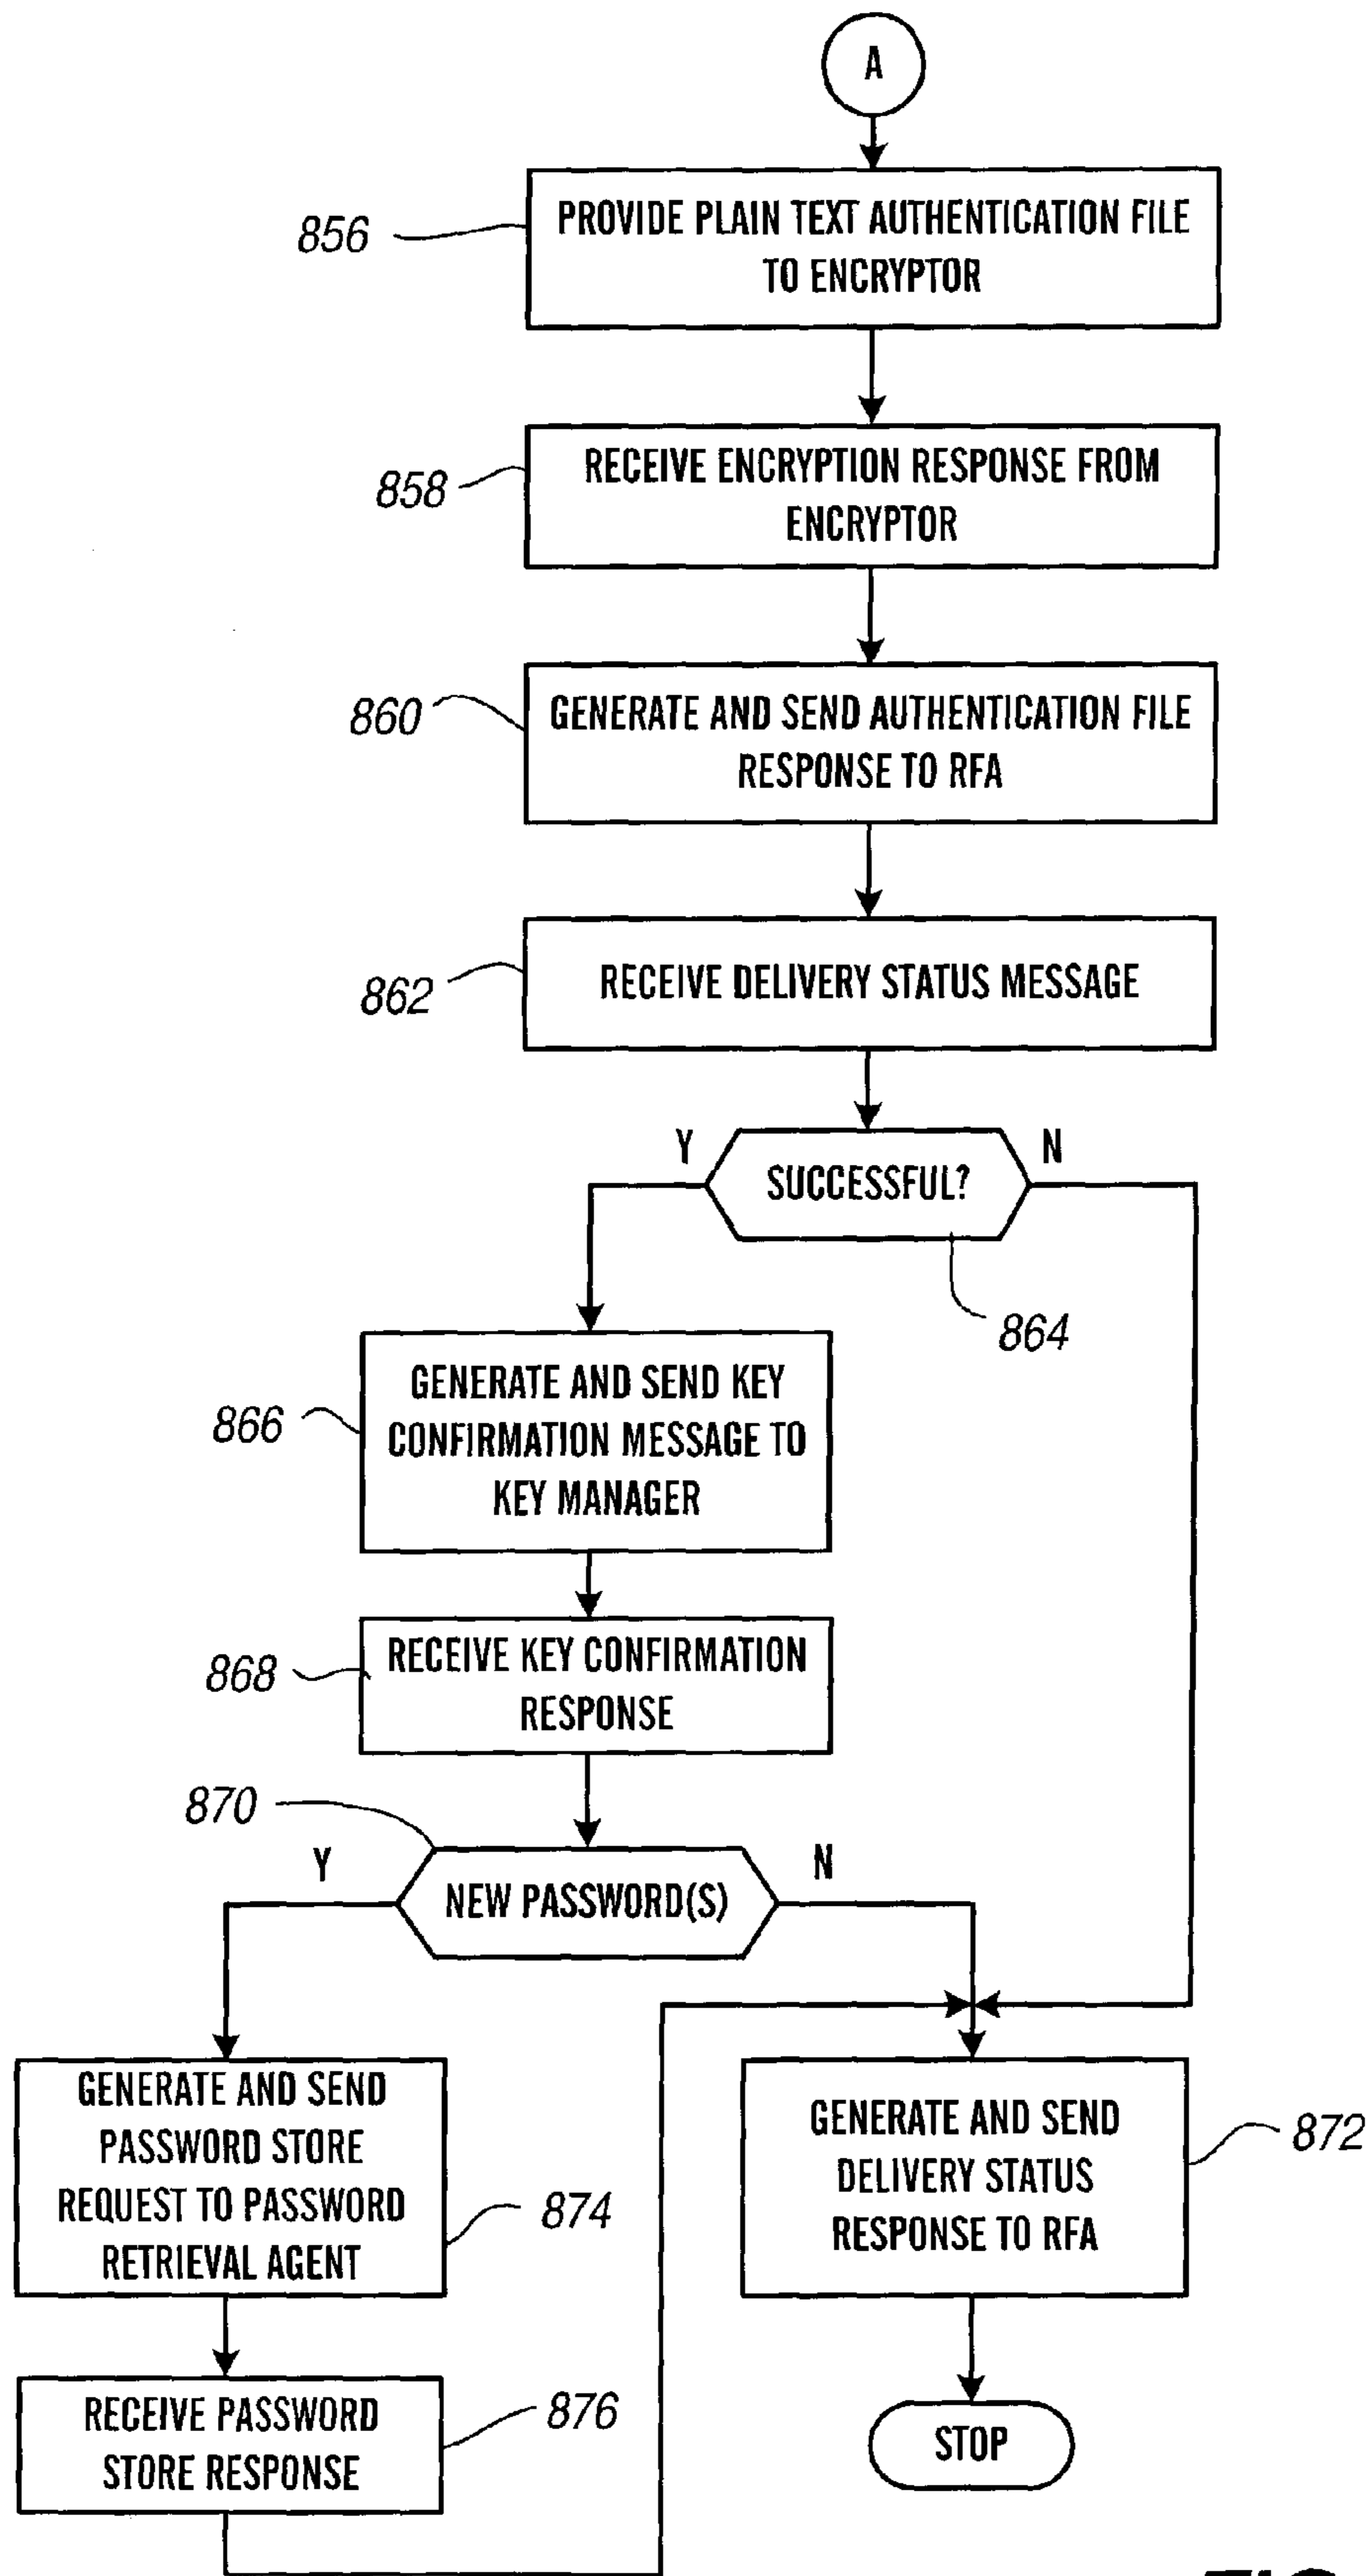 A
PROVIDE PLAIN TEXT AUTHENTICATION FILE
TO ENCRYPTOR
856
RECEIVE ENCRYPTION RESPONSE FROM
ENCRYPTOR
858
GENERATE AND SEND AUTHENTICATION FILE
RESPONSE TO RFA
860
RECEIVE DELIVERY STATUS MESSAGE
862
Y
N
SUCCESSFUL?
864
GENERATE AND SEND KEY
CONFIRMATION MESSAGE TO
KEY MANAGER
866
RECEIVE KEY CONFIRMATION
RESPONSE
868
870
Y
N
NEW PASSWORD(S)
GENERATE AND SEND
PASSWORD STORE
REQUEST TO PASSWORD
RETRIEVAL AGENT
874
GENERATE AND SEND
DELIVERY STATUS
RESPONSE TO RFA
872
RECEIVE PASSWORD
STORE RESPONSE
876
STOP